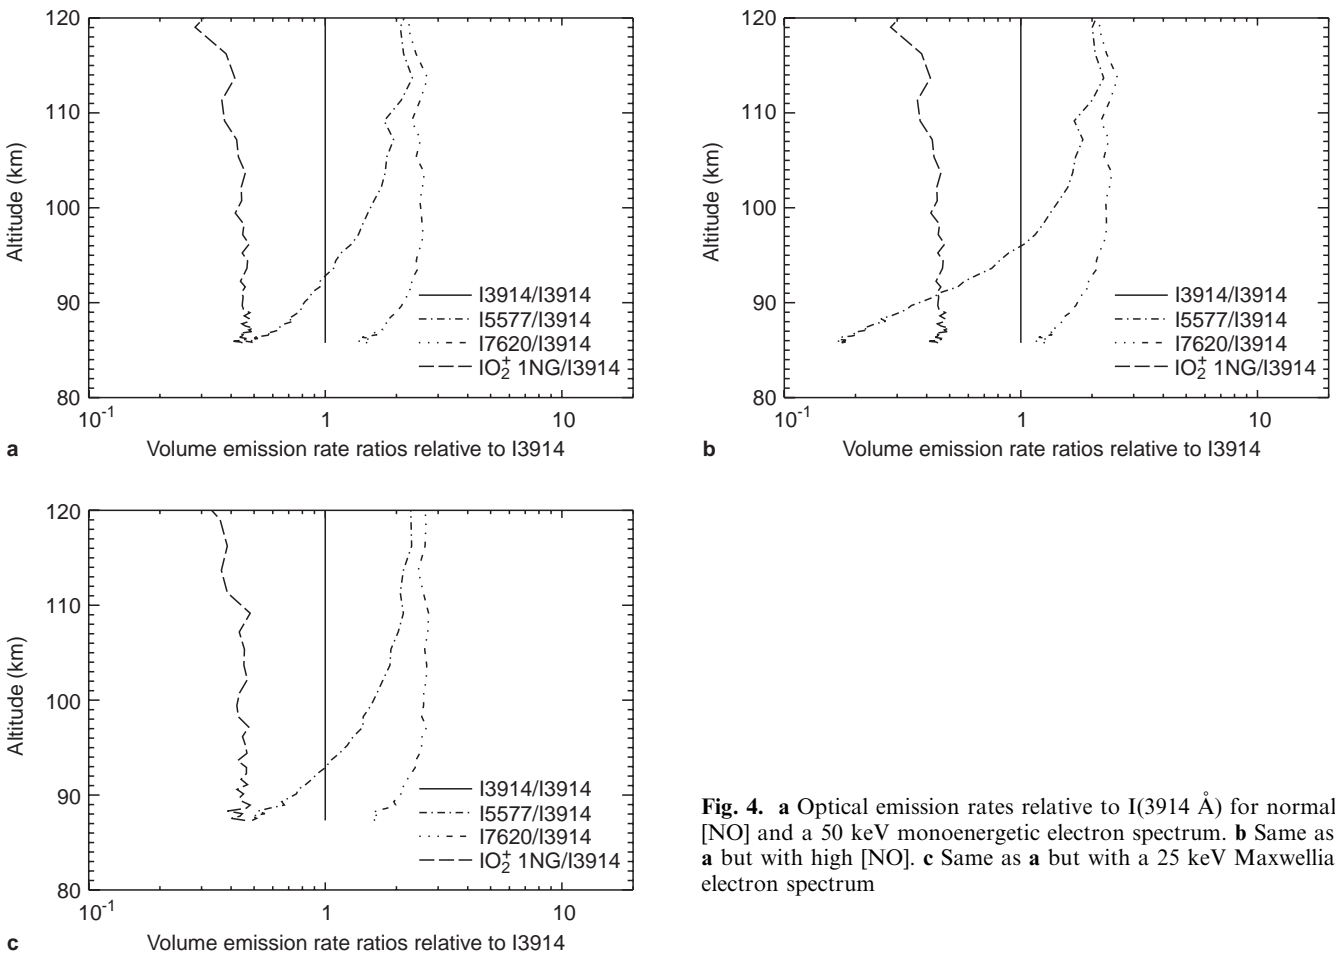 120
110
100
90
80
Altitude (km)
I3914/I3914
I5577/I3914
I7620/I3914
IO₂⁺ 1NG/I3914
10⁻¹ 1 10
a Volume emission rate ratios relative to I3914
120
110
100
90
80
Altitude (km)
I3914/I3914
I5577/I3914
I7620/I3914
IO₂⁺ 1NG/I3914
10⁻¹ 1 10
b Volume emission rate ratios relative to I3914
120
110
100
90
80
Altitude (km)
I3914/I3914
I5577/I3914
I7620/I3914
IO₂⁺ 1NG/I3914
10⁻¹ 1 10
c Volume emission rate ratios relative to I3914
Fig. 4. a Optical emission rates relative to I(3914 Å) for normal
[NO] and a 50 keV monoenergetic electron spectrum. b Same as
a but with high [NO]. c Same as a but with a 25 keV Maxwellia
electron spectrum